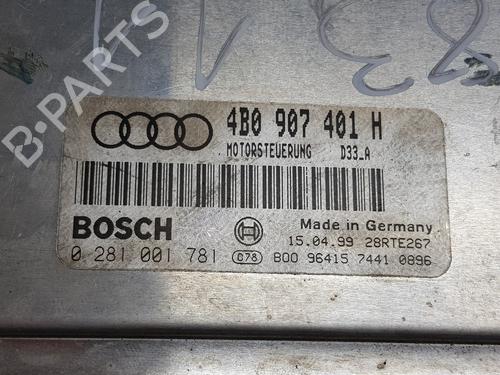 4B0 907 401 H
MOTORSTEUERUNG D33_A
BOSCH
Made in Germany
15.04.99 28RTE267
0 281 001 781 078 B00 96415 7441 0896